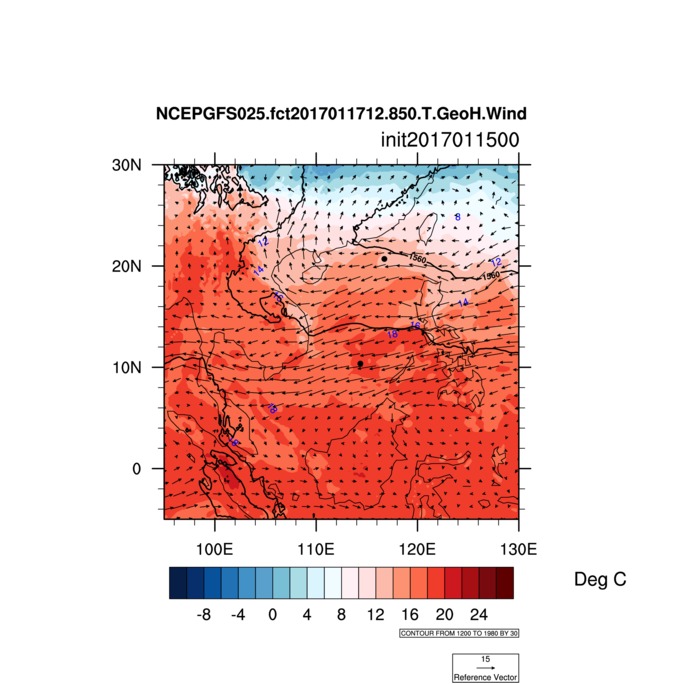 NCEPGFS025.fct2017011712.850.T.GeoH.Wind
init2017011500
30N
20N
10N
0
8
12
12
14
14
1560
1560
16
18
18
100E 110E 120E 130E
-8 -4 0 4 8 12 16 20 24
Deg C
CONTOUR FROM 1200 TO 1980 BY 30
15
Reference Vector